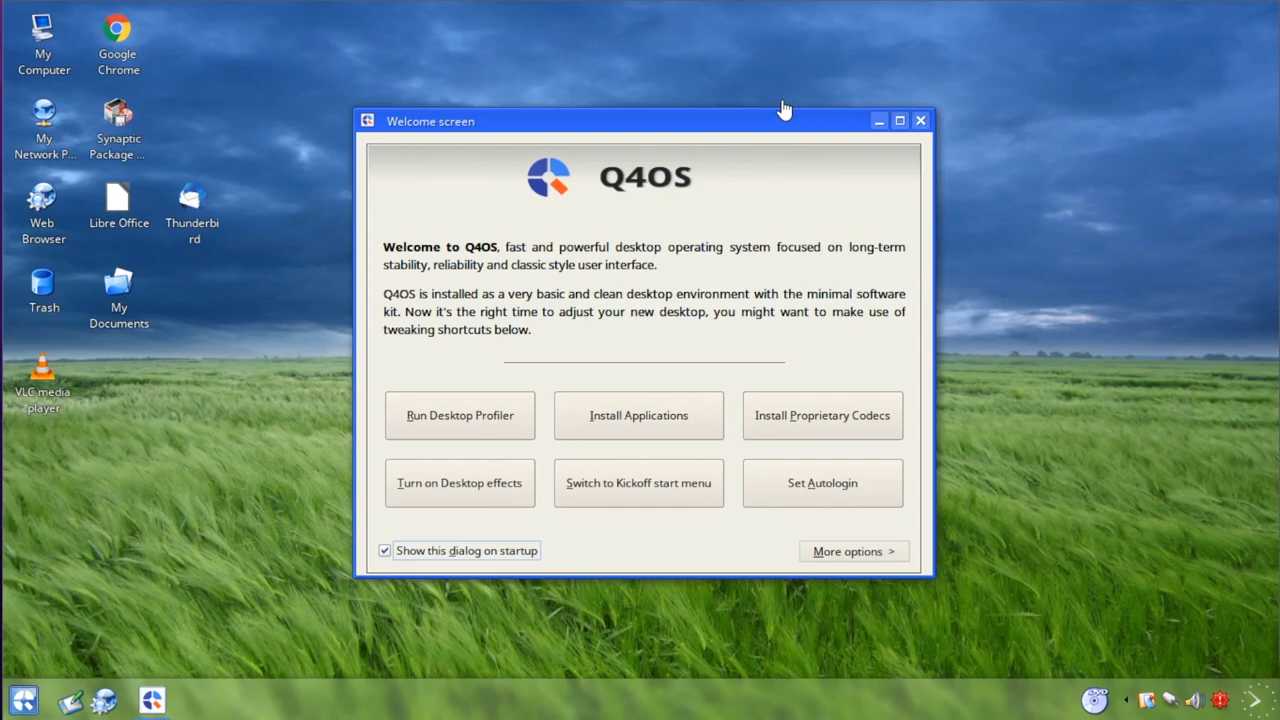 My
Computer
Google
Chrome
My
Network P...
Synaptic
Package ...
Web
Browser
Libre Office
Thunderbi
rd
Trash
My
Documents
VLC media
player
Welcome screen
Q4OS
Welcome to Q4OS, fast and powerful desktop operating system focused on long-term
stability, reliability and classic style user interface.
Q4OS is installed as a very basic and clean desktop environment with the minimal software
kit. Now it's the right time to adjust your new desktop, you might want to make use of
tweaking shortcuts below.
Run Desktop Profiler
Install Applications
Install Proprietary Codecs
Turn on Desktop effects
Switch to Kickoff start menu
Set Autologin
Show this dialog on startup
More options >
DVD